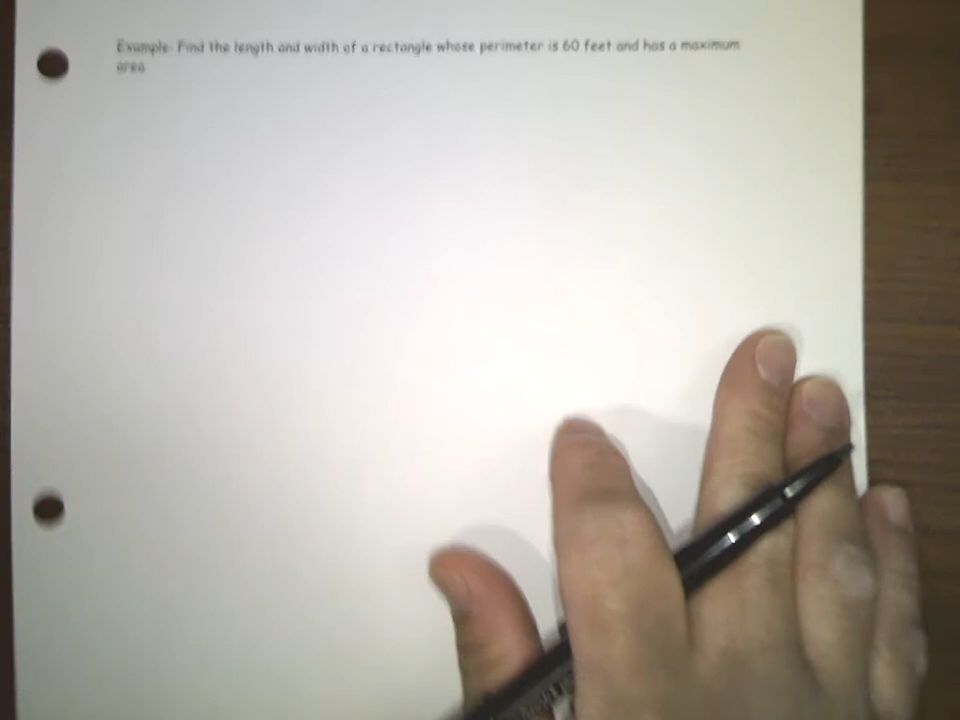 Example: Find the length and width of a rectangle whose perimeter is 60 feet and has a maximum
area.